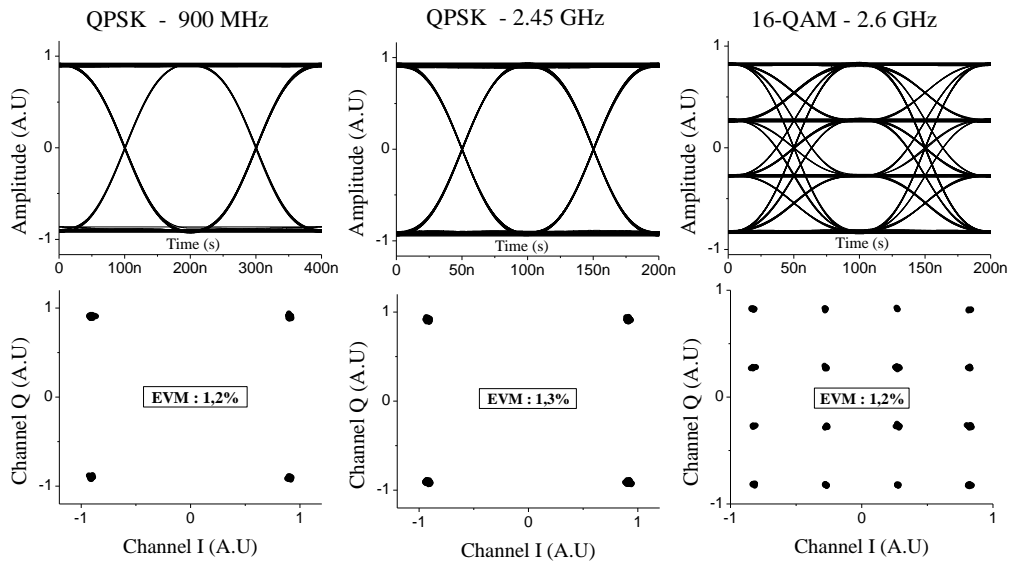 QPSK - 900 MHz
QPSK - 2.45 GHz
16-QAM - 2.6 GHz
Amplitude (A.U)
1
0
-1
Time (s)
0
100n
200n
300n
400n
Amplitude (A.U)
1
0
-1
Time (s)
0
50n
100n
150n
200n
Amplitude (A.U)
1
0
-1
Time (s)
0
50n
100n
150n
200n
Channel Q (A.U)
1
0
-1
EVM : 1,2%
-1
0
1
Channel I (A.U)
Channel Q (A.U)
1
0
-1
EVM : 1,3%
-1
0
1
Channel I (A.U)
Channel Q (A.U)
1
0
-1
EVM : 1,2%
-1
0
1
Channel I (A.U)